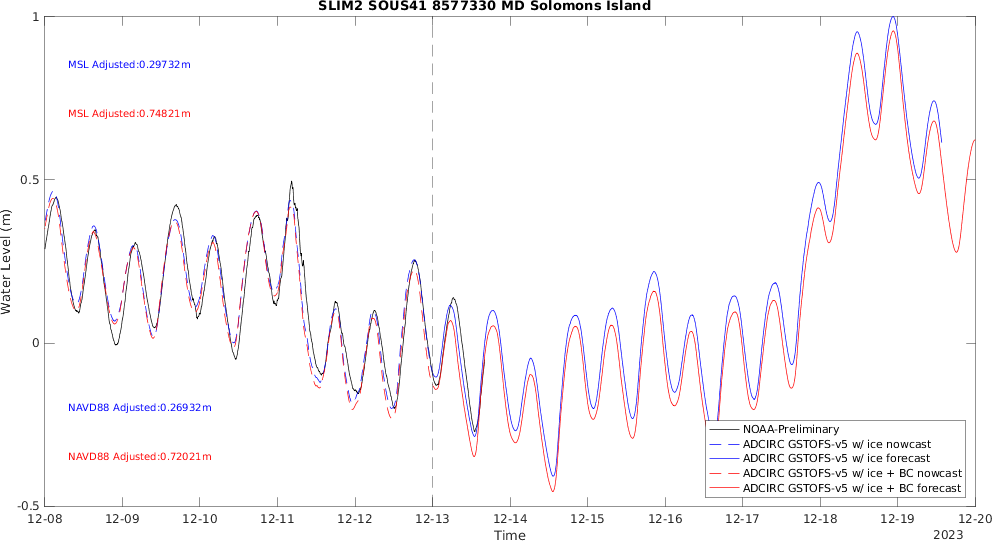 SLIM2 SOUS41 8577330 MD Solomons Island
1
MSL Adjusted:0.29732m
MSL Adjusted:0.74821m
0.5
Water Level (m)
0
NAVD88 Adjusted:0.26932m
NAVD88 Adjusted:0.72021m
NOAA-Preliminary
ADCIRC GSTOFS-v5 w/ ice nowcast
ADCIRC GSTOFS-v5 w/ ice forecast
ADCIRC GSTOFS-v5 w/ ice + BC nowcast
ADCIRC GSTOFS-v5 w/ ice + BC forecast
-0.5
12-08 12-09 12-10 12-11 12-12 12-13 12-14 12-15 12-16 12-17 12-18 12-19 12-20
Time
2023